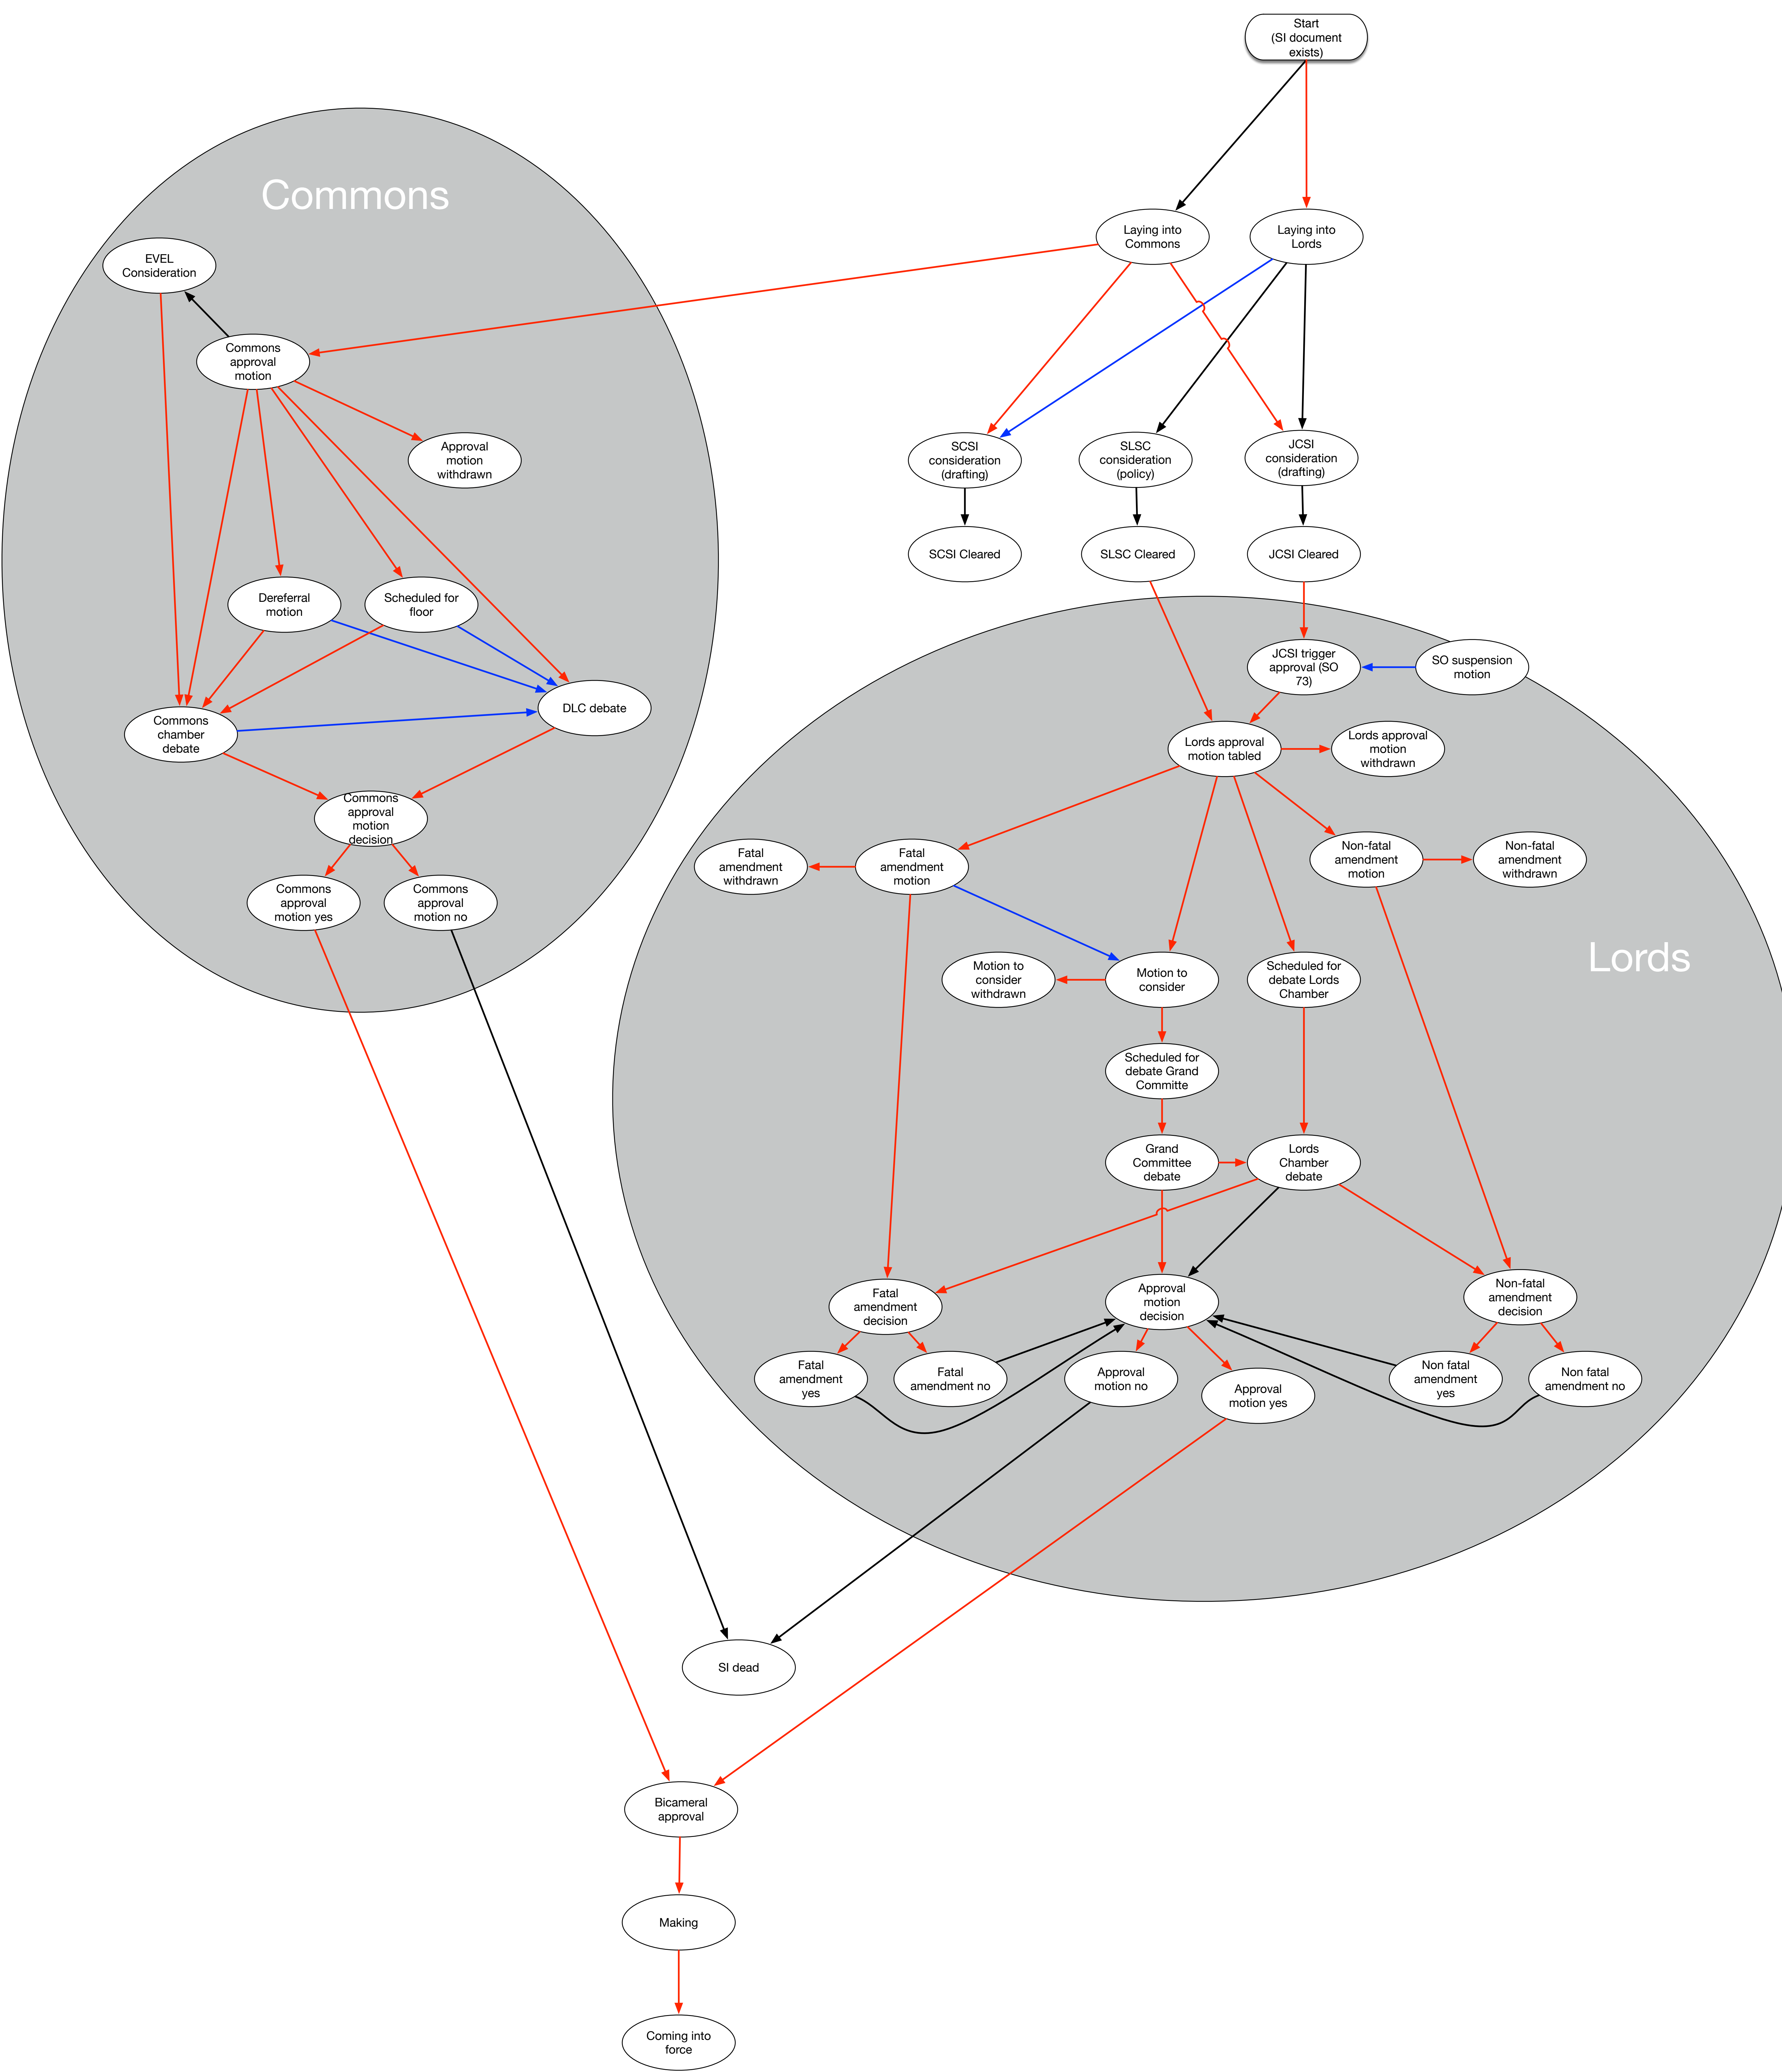 Start
(SI document
exists)
Commons
Laying into
Commons
Laying into
Lords
EVEL
Consideration
Commons
approval
motion
Approval
motion
withdrawn
SCSI
consideration
(drafting)
SLSC
consideration
(policy)
JCSI
consideration
(drafting)
SCSI Cleared
SLSC Cleared
JCSI Cleared
Dereferral
motion
Scheduled for
floor
JCSI trigger
approval (SO
73)
SO suspension
motion
Commons
chamber
debate
DLC debate
Lords approval
motion tabled
Lords approval
motion
withdrawn
Commons
approval
motion
decision
Fatal
amendment
withdrawn
Fatal
amendment
motion
Non-fatal
amendment
motion
Non-fatal
amendment
withdrawn
Commons
approval
motion yes
Commons
approval
motion no
Lords
Motion to
consider
withdrawn
Motion to
consider
Scheduled for
debate Lords
Chamber
Scheduled for
debate Grand
Committe
Grand
Committee
debate
Lords
Chamber
debate
Fatal
amendment
decision
Approval
motion
decision
Non-fatal
amendment
decision
Fatal
amendment
yes
Fatal
amendment no
Approval
motion no
Approval
motion yes
Non fatal
amendment
yes
Non fatal
amendment no
SI dead
Bicameral
approval
Making
Coming into
force